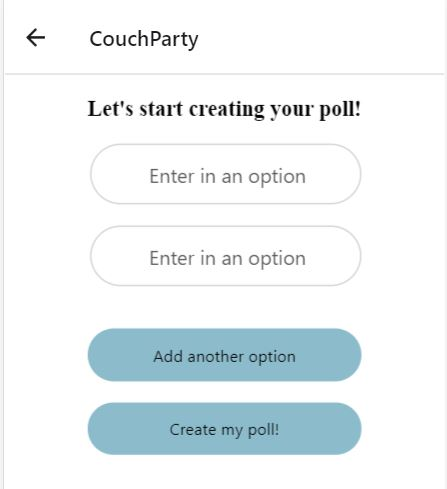 CouchParty
Let's start creating your poll!
Enter in an option
Enter in an option
Add another option
Create my poll!